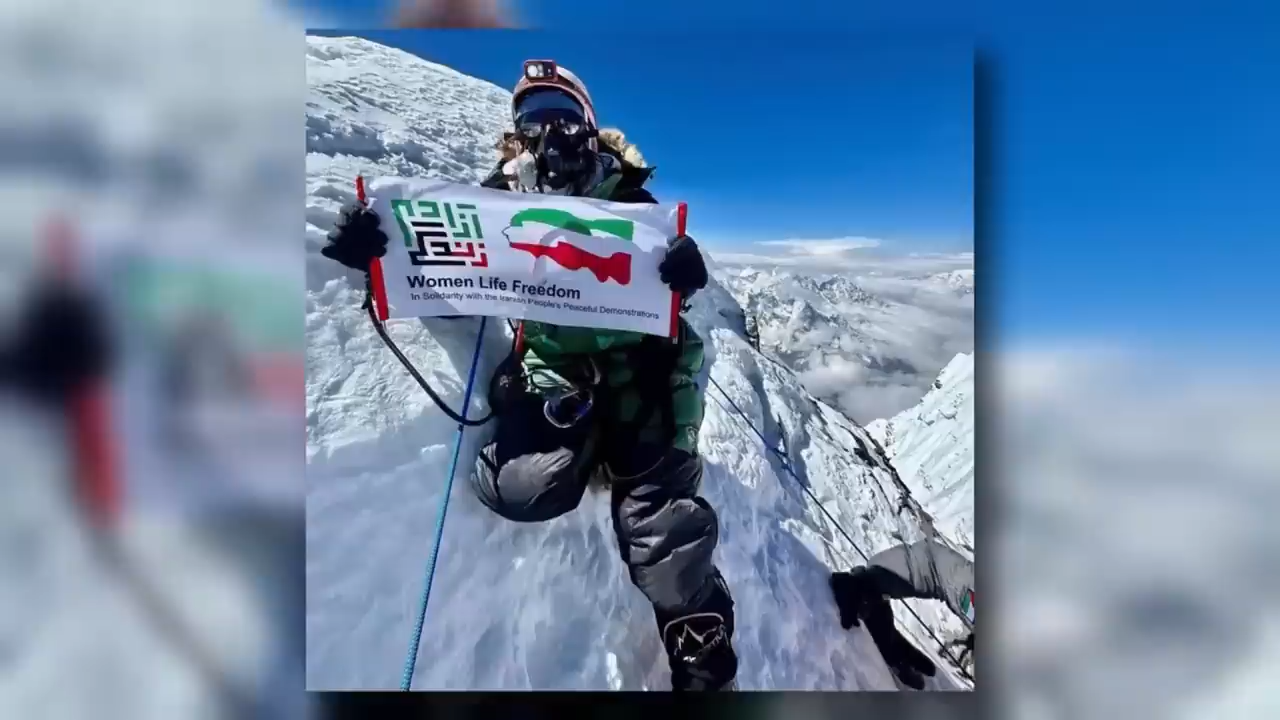 Women Life Freedom
In Solidarity with the Iranian People's Peaceful Demonstrations